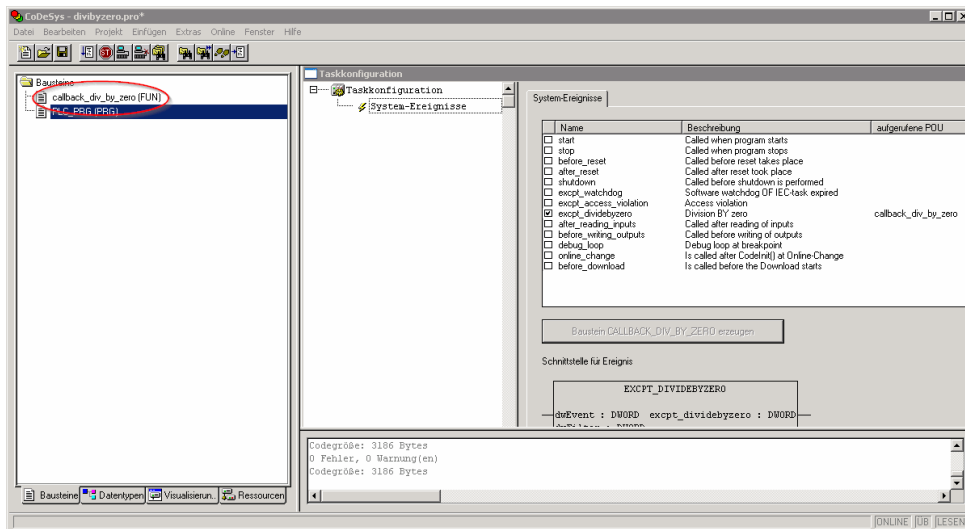 CoDeSys - divibyzero.pro*
Datei Bearbeiten Projekt Einfügen Extras Online Fenster Hilfe
Bausteine
callback_div_by_zero (FUN)
PLC_PRG (PRG)
Taskkonfiguration
Taskkonfiguration
System-Ereignisse
System-Ereignisse
Name Beschreibung aufgerufene POU
start Called when program starts
stop Called when program stops
before_reset Called before reset takes place
after_reset Called after reset took place
shutdown Called before shutdown is performed
excpt_watchdog Software watchdog OF IEC-task expired
excpt_access_violation Access violation
excpt_dividebyzero Division BY zero callback_div_by_zero
after_reading_inputs Called after reading of inputs
before_writing_outputs Called before writing of outputs
debug_loop Debug loop at breakpoint
online_change Is called after CodeInit() at Online-Change
before_download Is called before the Download starts
Baustein CALLBACK_DIV_BY_ZERO erzeugen
Schnittstelle für Ereignis
EXCPT_DIVIDEBYZERO
dwEvent : DWORD excpt_dividebyzero : DWORD
dwFilter : DWORD
Codegröße: 3186 Bytes
0 Fehler, 0 Warnung(en)
Codegröße: 3186 Bytes
Bausteine Datentypen Visualisierun... Ressourcen
ONLINE ÜB LESEN